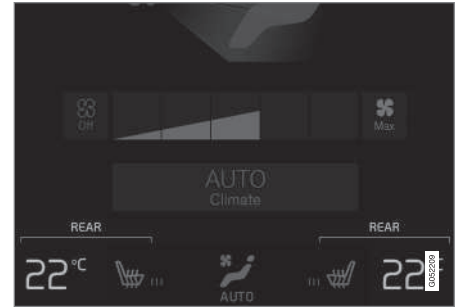 Off
Max
AUTO
Climate
REAR
REAR
22°C
22°
AUTO
G052209